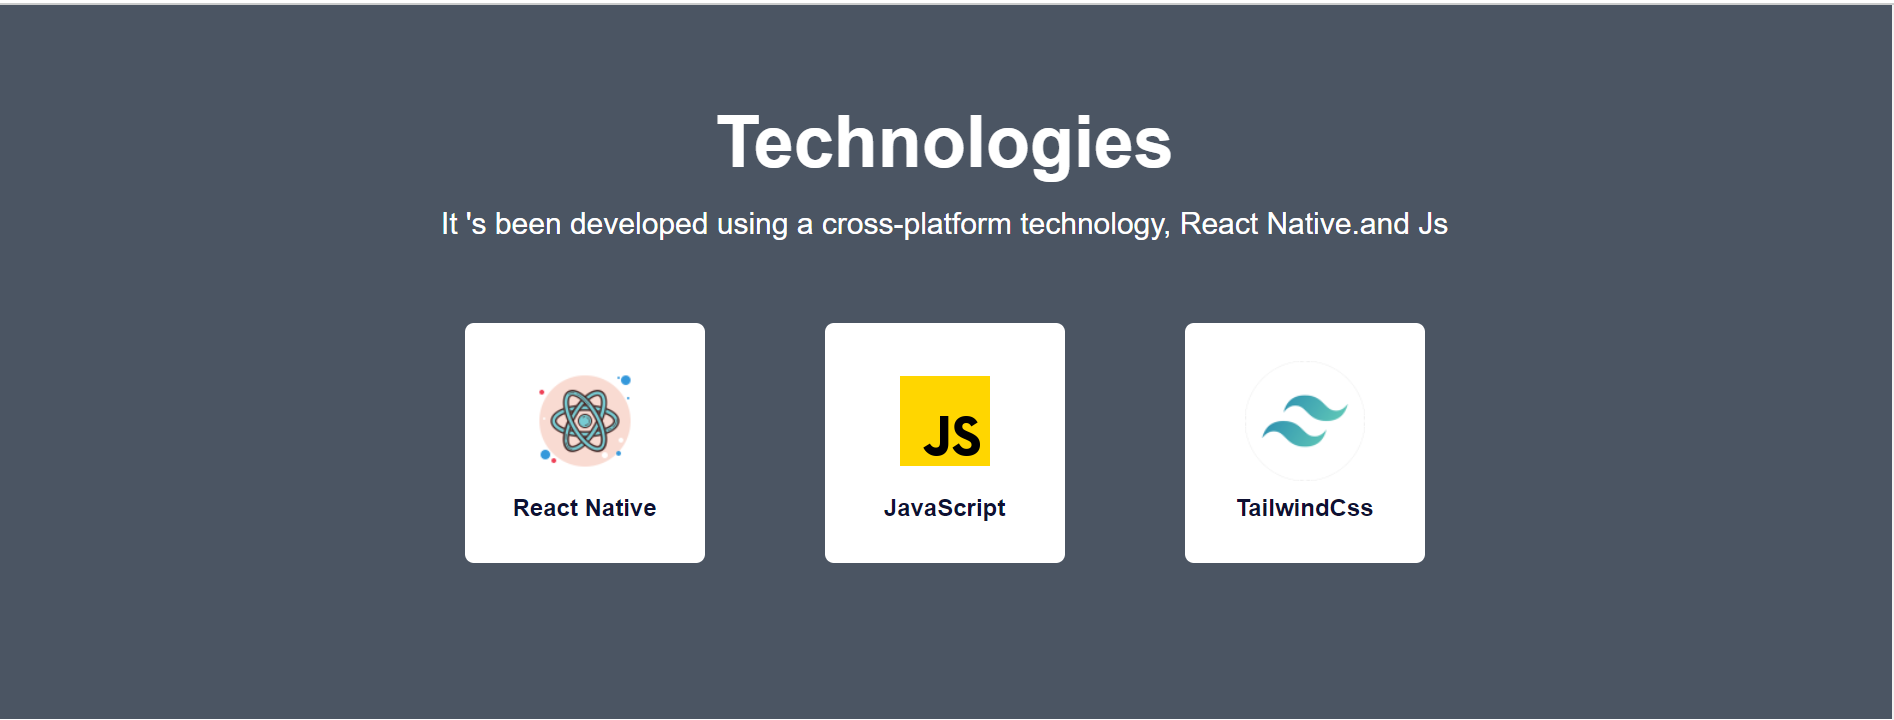 Technologies
It 's been developed using a cross-platform technology, React Native.and Js
JS
React Native
JavaScript
TailwindCss